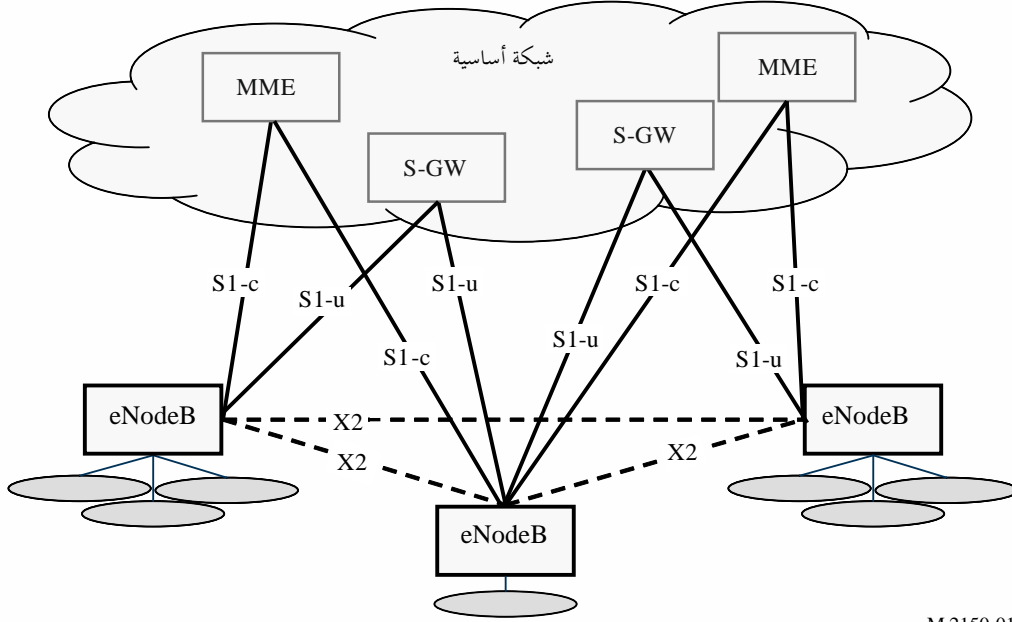 شبكة أساسية
MME
MME
S-GW
S-GW
S1-c
S1-u
S1-u
S1-c
S1-c
S1-u
S1-c
S1-u
eNodeB
X2
eNodeB
X2
X2
eNodeB
M.2150-01